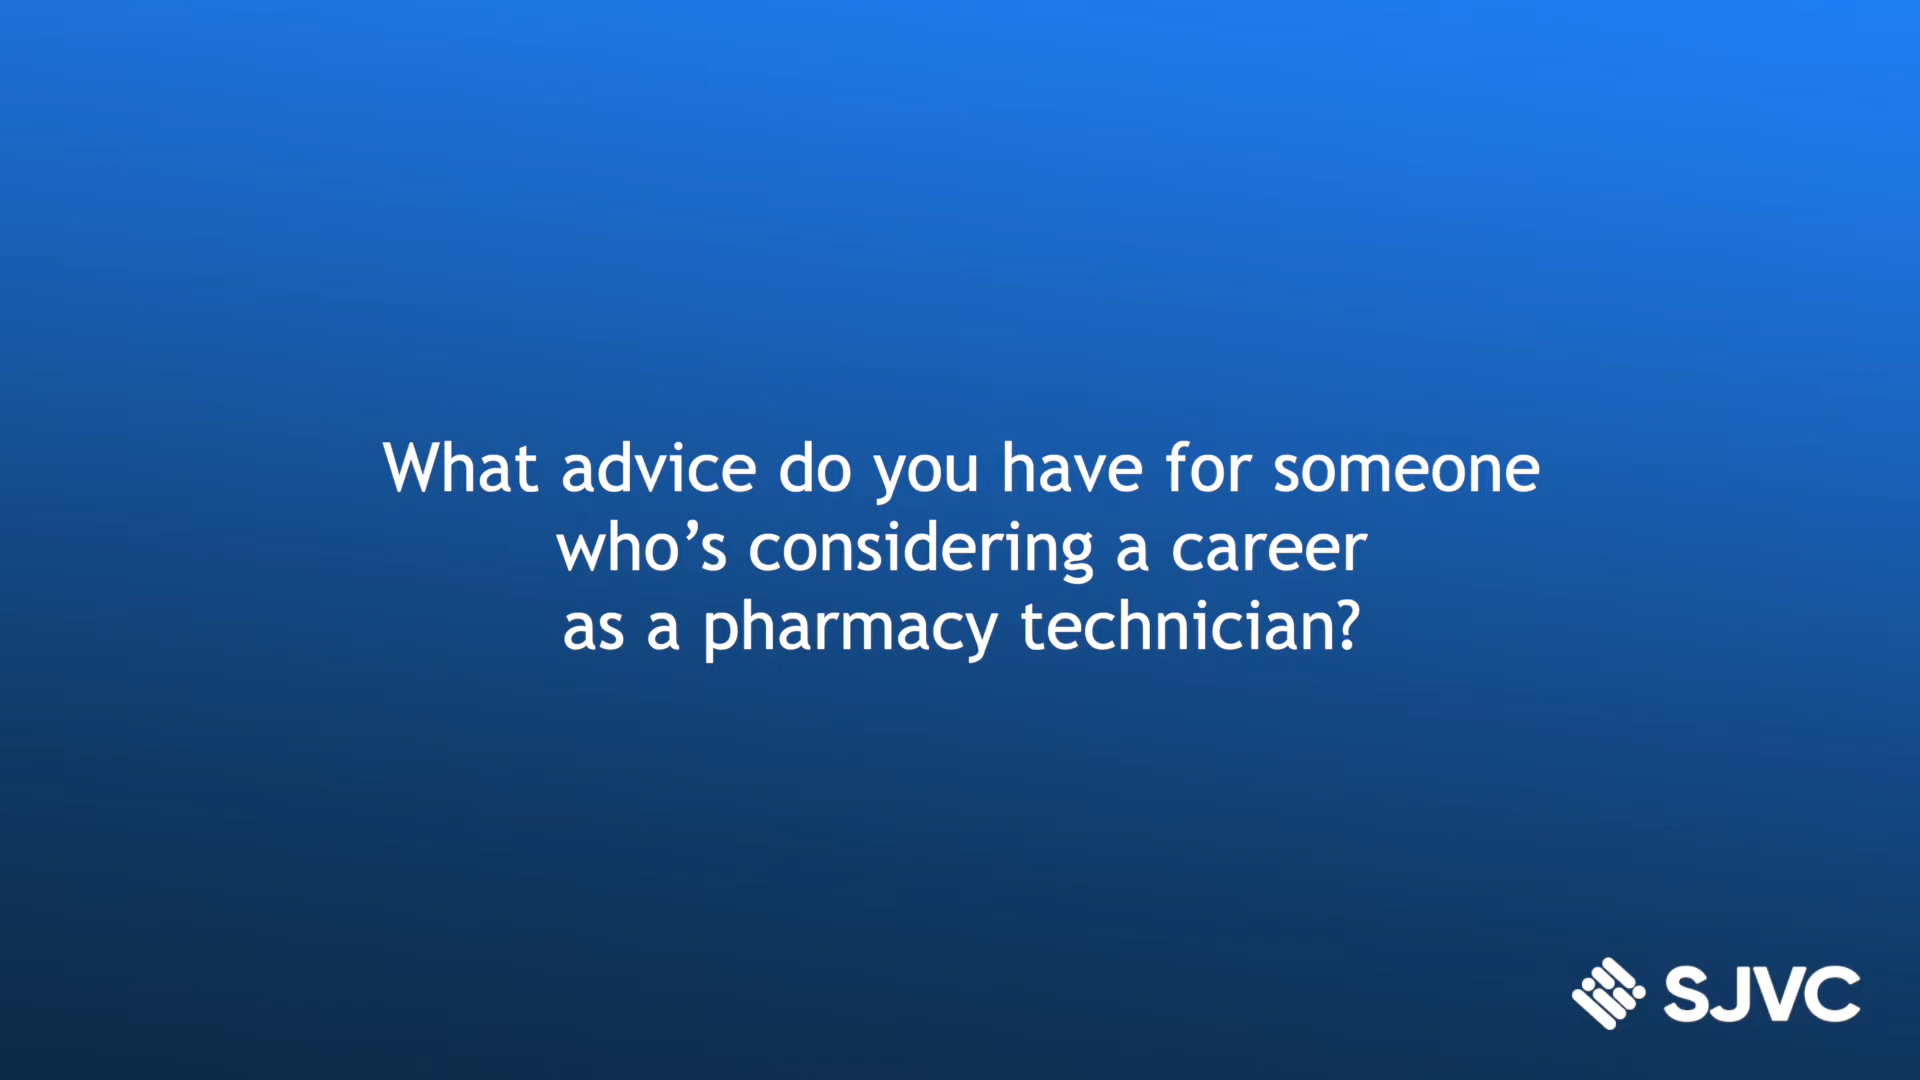 What advice do you have for someone
who’s considering a career
as a pharmacy technician?
SJVC